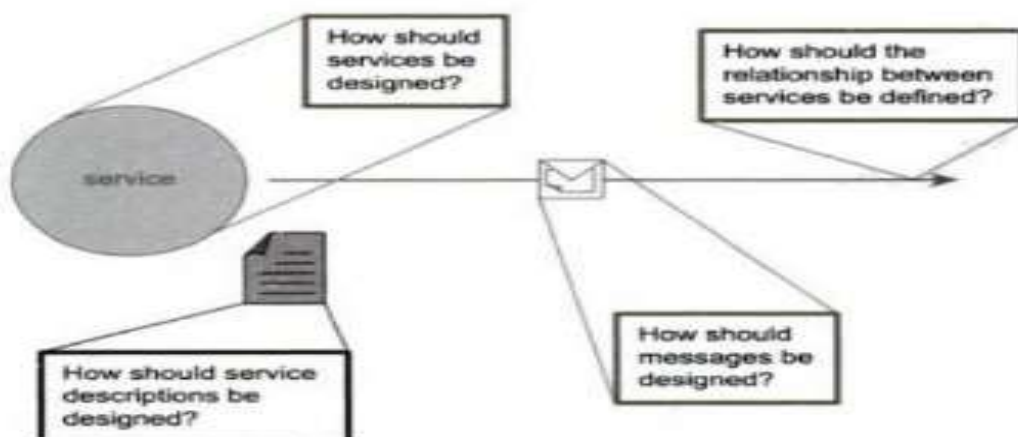 How should
services be
designed?
How should the
relationship between
services be defined?
service
How should service
descriptions be
designed?
How should
messages be
designed?